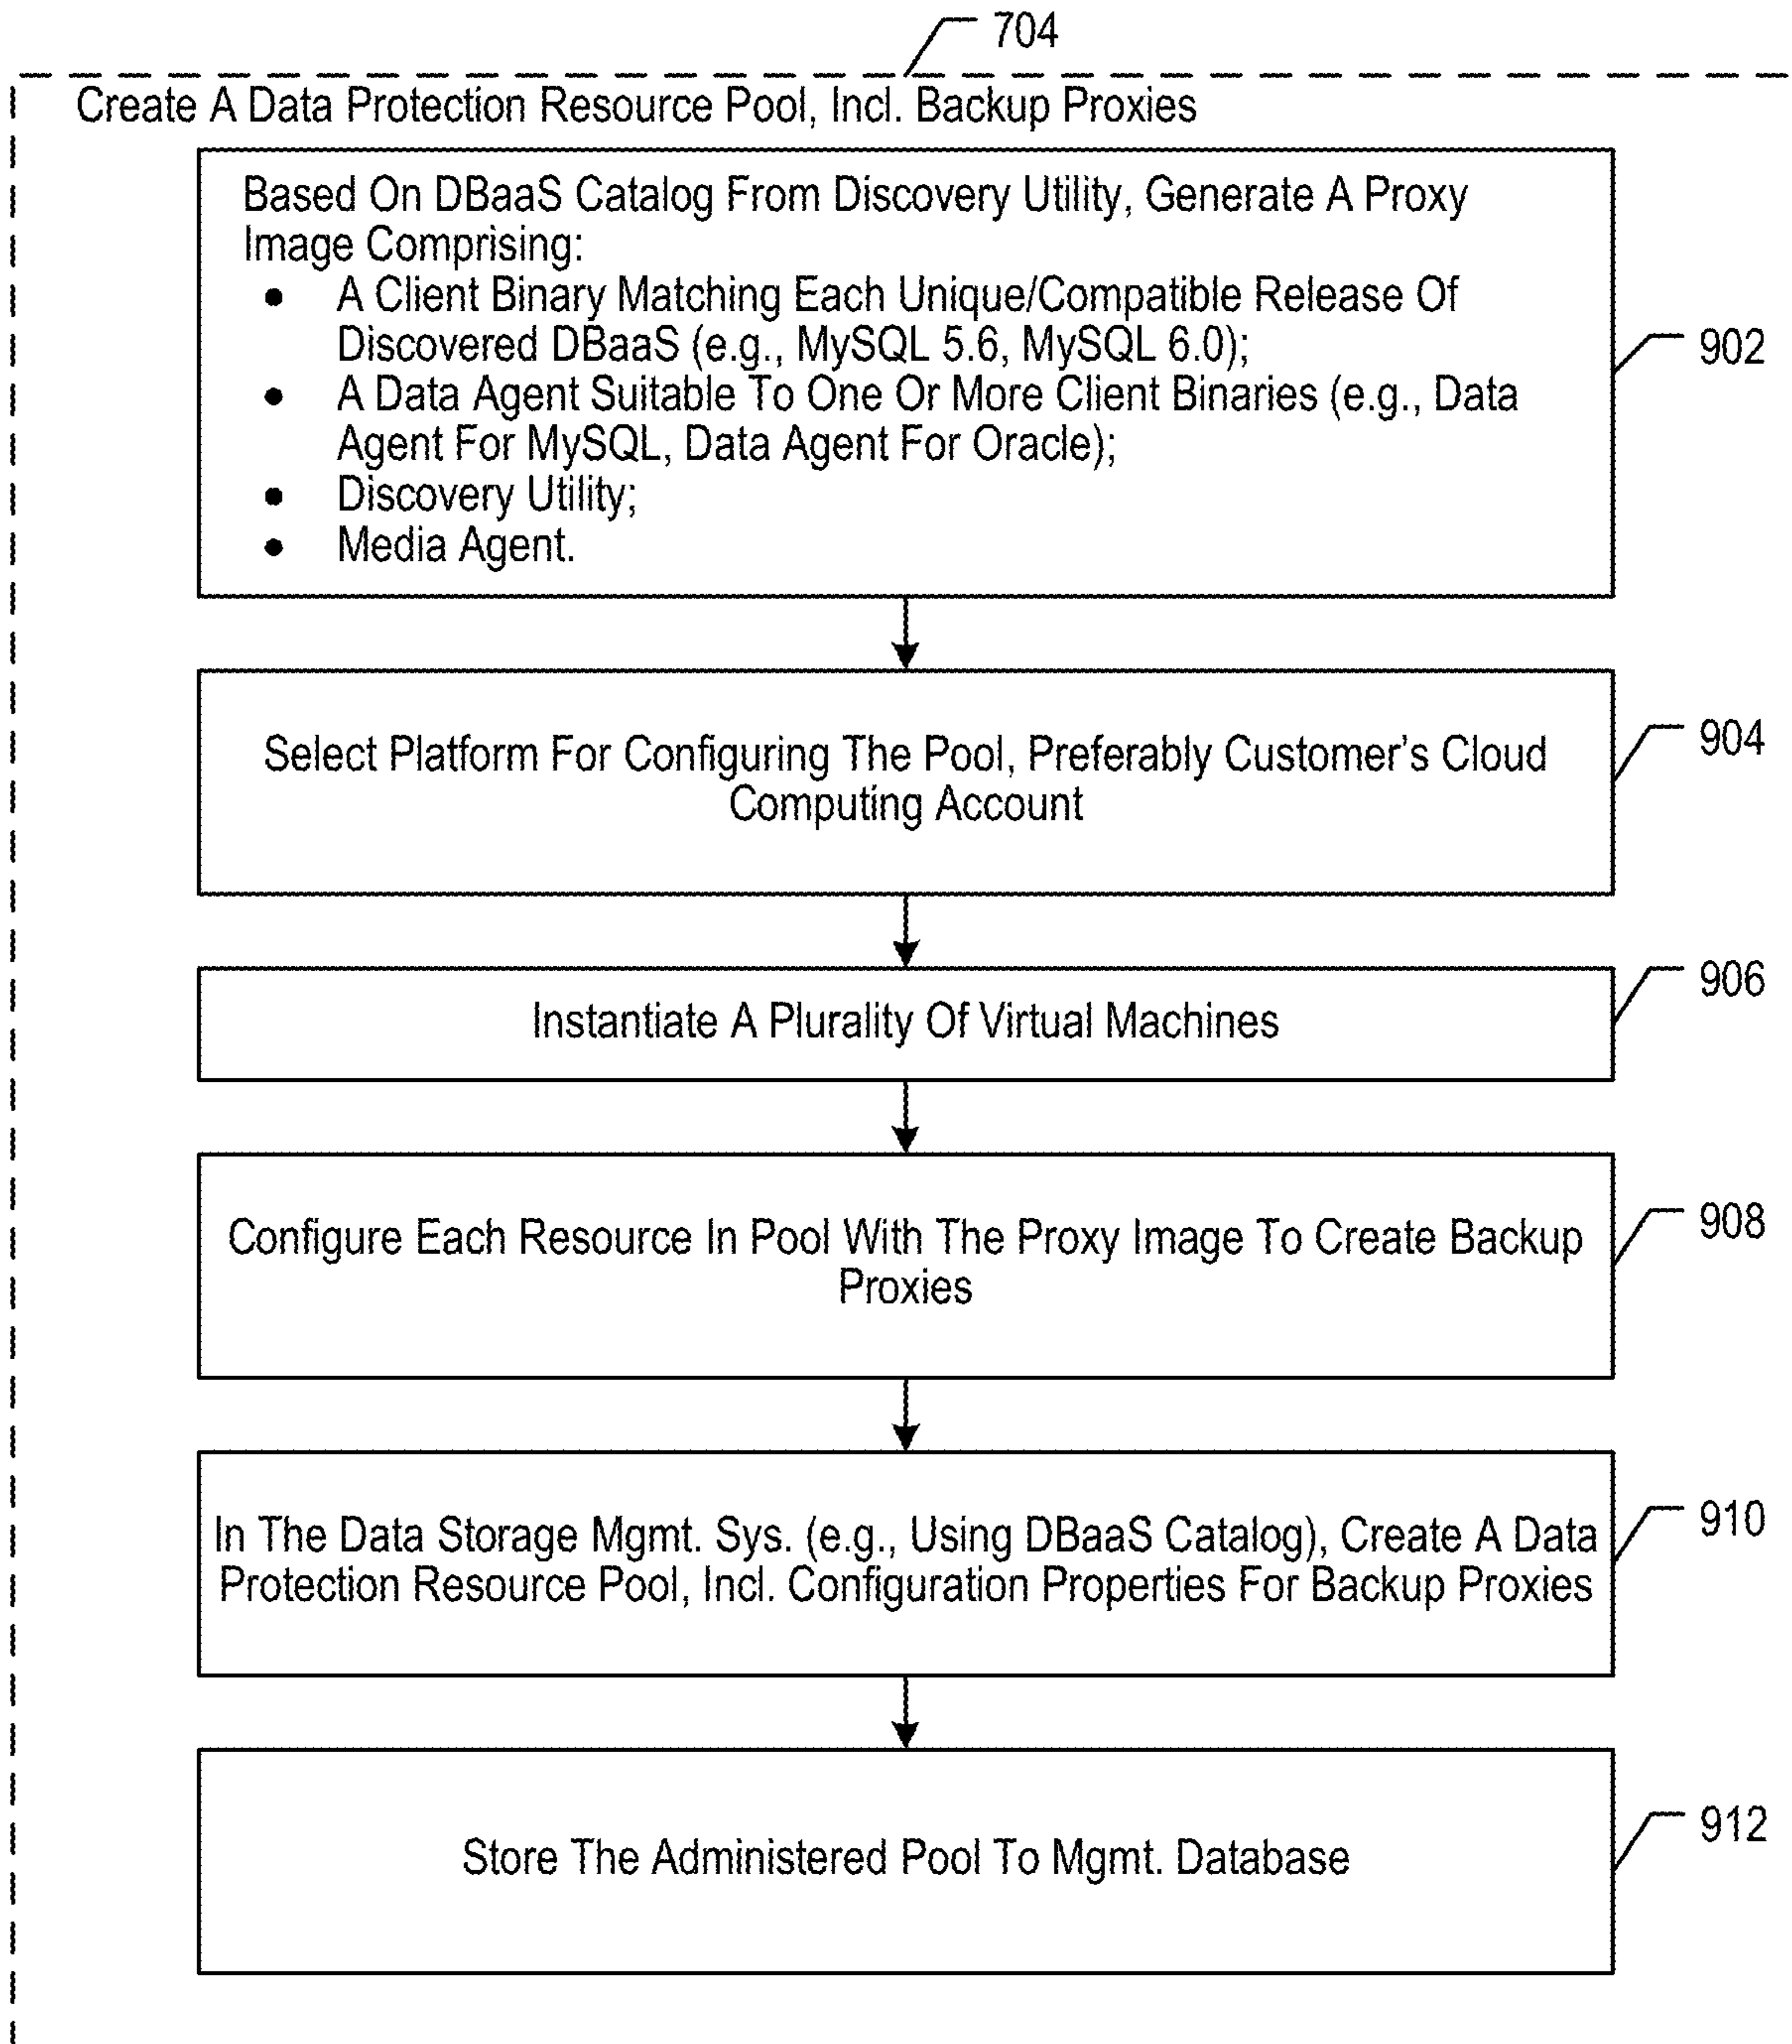 704
Create A Data Protection Resource Pool, Incl. Backup Proxies
Based On DBaaS Catalog From Discovery Utility, Generate A Proxy
Image Comprising:
• A Client Binary Matching Each Unique/Compatible Release Of
Discovered DBaaS (e.g., MySQL 5.6, MySQL 6.0);
• A Data Agent Suitable To One Or More Client Binaries (e.g., Data
Agent For MySQL, Data Agent For Oracle);
• Discovery Utility;
• Media Agent.
902
Select Platform For Configuring The Pool, Preferably Customer's Cloud
Computing Account
904
Instantiate A Plurality Of Virtual Machines
906
Configure Each Resource In Pool With The Proxy Image To Create Backup
Proxies
908
In The Data Storage Mgmt. Sys. (e.g., Using DBaaS Catalog), Create A Data
Protection Resource Pool, Incl. Configuration Properties For Backup Proxies
910
Store The Administered Pool To Mgmt. Database
912